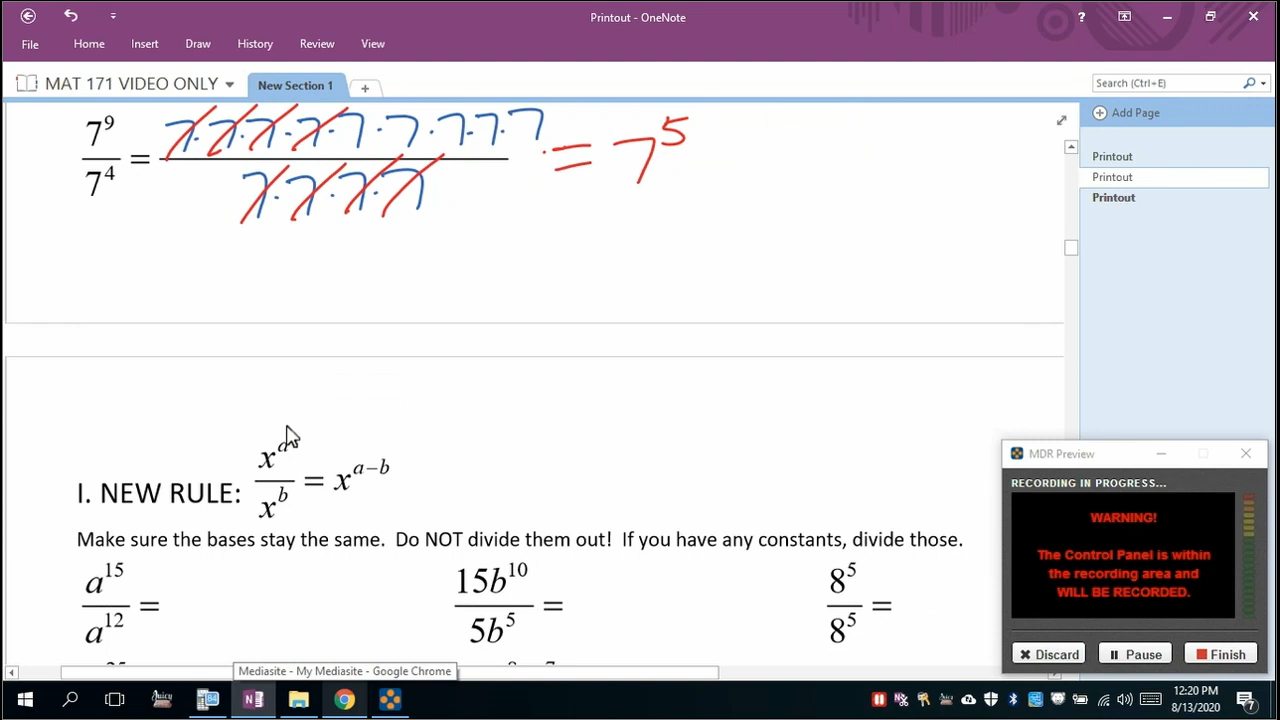 Printout - OneNote
?
File Home Insert Draw History Review View
MAT 171 VIDEO ONLY New Section 1 + Search (Ctrl+E)
Add Page
Printout
Printout
Printout
7^9 / 7^4 = 7·7·7·7·7·7·7·7·7 / 7·7·7·7 = 7^5
I. NEW RULE: x^a / x^b = x^{a-b}
Make sure the bases stay the same. Do NOT divide them out! If you have any constants, divide those.
a^15 / a^12 = 15b^10 / 5b^5 = 8^5 / 8^5 =
MDR Preview
RECORDING IN PROGRESS...
WARNING!
The Control Panel is within
the recording area and
WILL BE RECORDED.
Discard Pause Finish
Mediasite - My Mediasite - Google Chrome
12:20 PM
8/13/2020
7